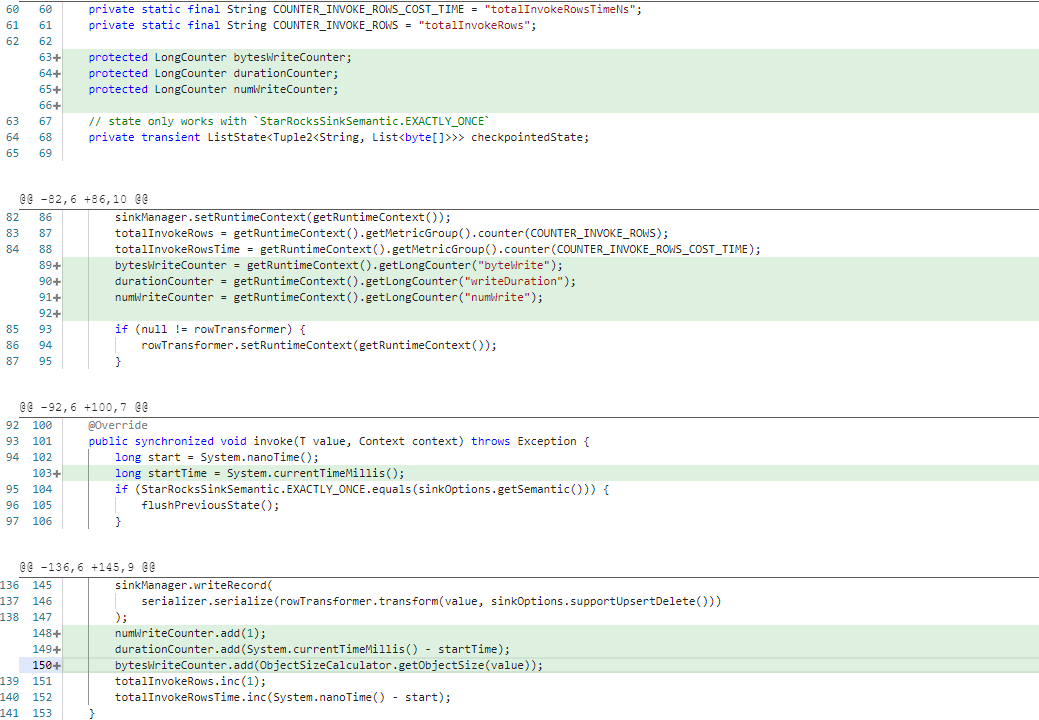 60 60 private static final String COUNTER_INVOKE_ROWS_COST_TIME = "totalInvokeRowsTimeNs";
61 61 private static final String COUNTER_INVOKE_ROWS = "totalInvokeRows";
62 62
63+ protected LongCounter bytesWriteCounter;
64+ protected LongCounter durationCounter;
65+ protected LongCounter numWriteCounter;
66+
63 67 // state only works with `StarRocksSinkSemantic.EXACTLY_ONCE`
64 68 private transient ListState<Tuple2<String, List<byte[]>>> checkpointedState;
65 69
@@ -82,6 +86,10 @@
82 86 sinkManager.setRuntimeContext(getRuntimeContext());
83 87 totalInvokeRows = getRuntimeContext().getMetricGroup().counter(COUNTER_INVOKE_ROWS);
84 88 totalInvokeRowsTime = getRuntimeContext().getMetricGroup().counter(COUNTER_INVOKE_ROWS_COST_TIME);
89+ bytesWriteCounter = getRuntimeContext().getLongCounter("byteWrite");
90+ durationCounter = getRuntimeContext().getLongCounter("writeDuration");
91+ numWriteCounter = getRuntimeContext().getLongCounter("numWrite");
92+
85 93 if (null != rowTransformer) {
86 94 rowTransformer.setRuntimeContext(getRuntimeContext());
87 95 }
@@ -92,6 +100,7 @@
92 100 @Override
93 101 public synchronized void invoke(T value, Context context) throws Exception {
94 102 long start = System.nanoTime();
103+ long startTime = System.currentTimeMillis();
95 104 if (StarRocksSinkSemantic.EXACTLY_ONCE.equals(sinkOptions.getSemantic())) {
96 105 flushPreviousState();
97 106 }
@@ -136,6 +145,9 @@
136 145 sinkManager.writeRecord(
137 146 serializer.serialize(rowTransformer.transform(value, sinkOptions.supportUpsertDelete()))
138 147 );
148+ numWriteCounter.add(1);
149+ durationCounter.add(System.currentTimeMillis() - startTime);
150+ bytesWriteCounter.add(ObjectSizeCalculator.getObjectSize(value));
139 151 totalInvokeRows.inc(1);
140 152 totalInvokeRowsTime.inc(System.nanoTime() - start);
141 153 }